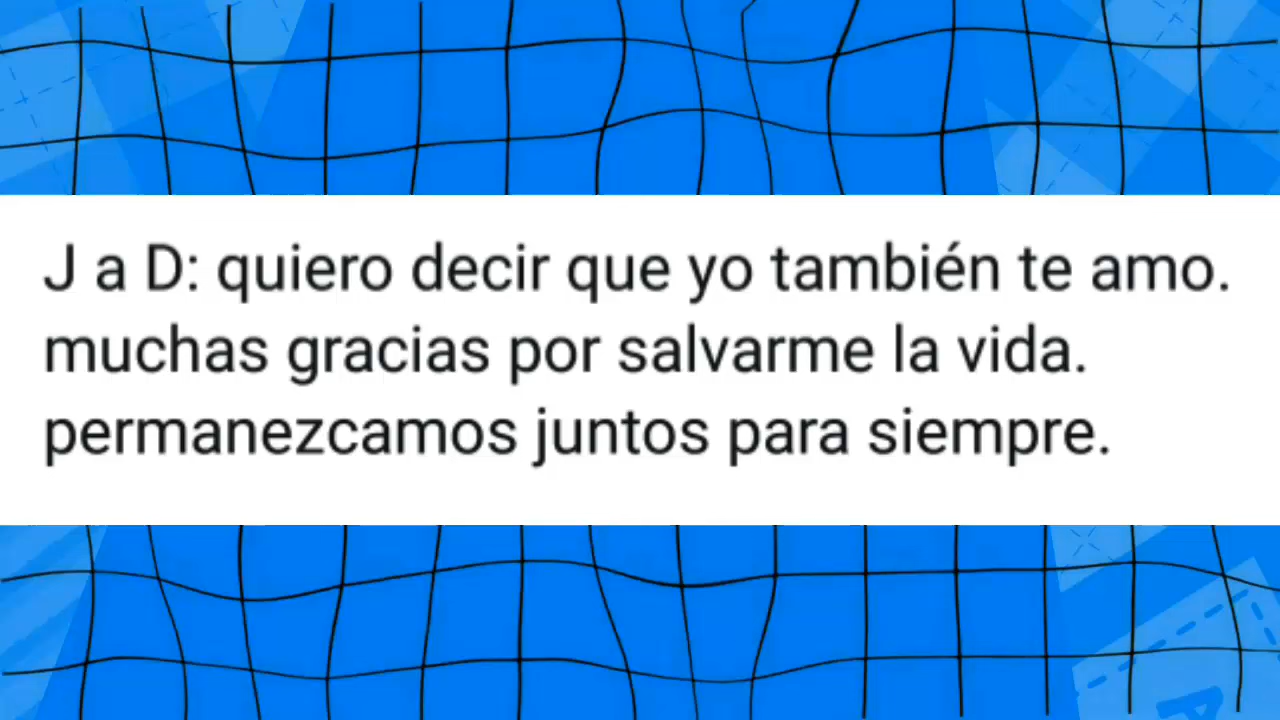 J a D: quiero decir que yo también te amo.
muchas gracias por salvarme la vida.
permanezcamos juntos para siempre.